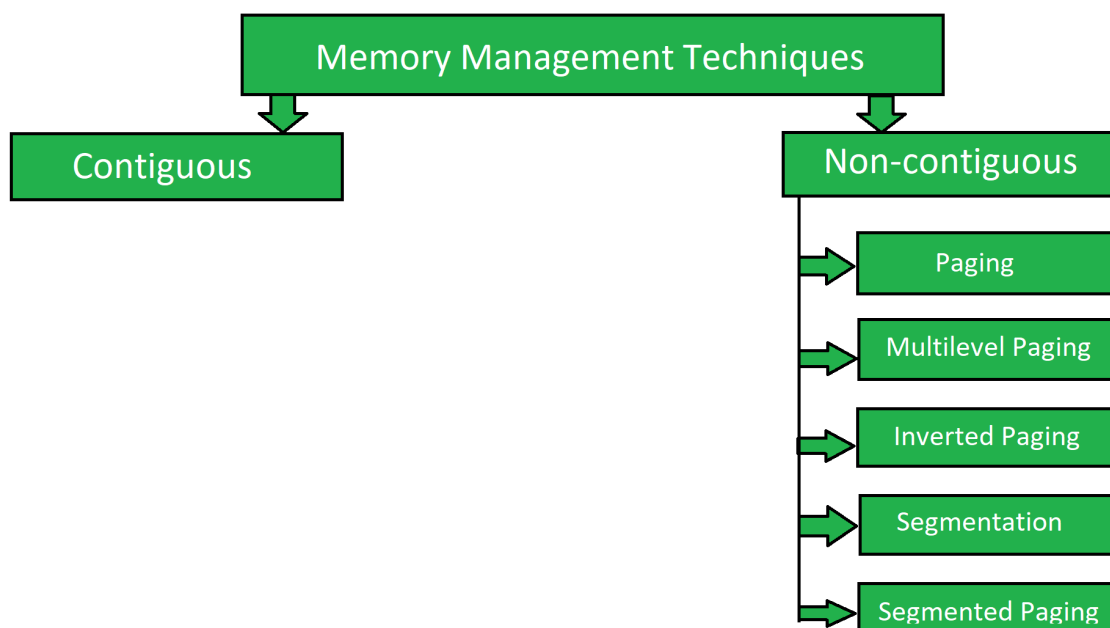 Memory Management Techniques
Contiguous
Non-contiguous
Paging
Multilevel Paging
Inverted Paging
Segmentation
Segmented Paging